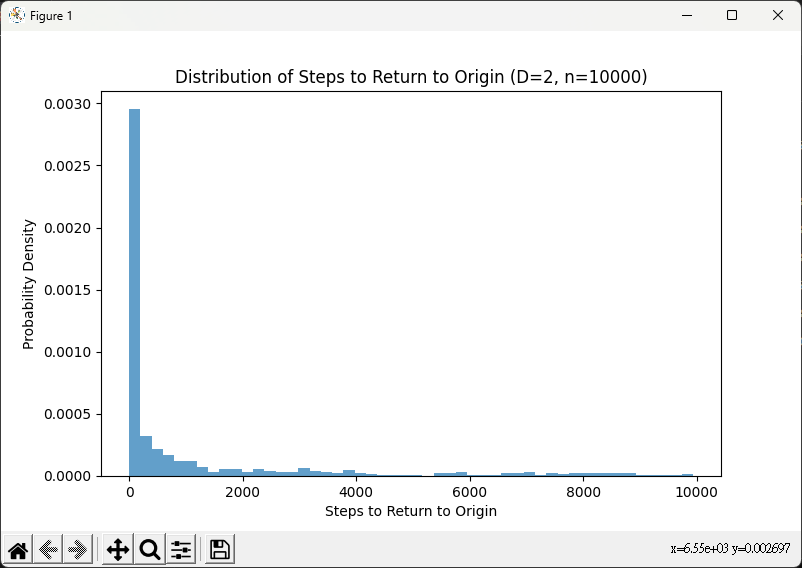 Figure 1
Distribution of Steps to Return to Origin (D=2, n=10000)
0.0030
0.0025
0.0020
0.0015
0.0010
0.0005
0.0000
Probability Density
0 2000 4000 6000 8000 10000
Steps to Return to Origin
x=6.55e+03 y=0.002697